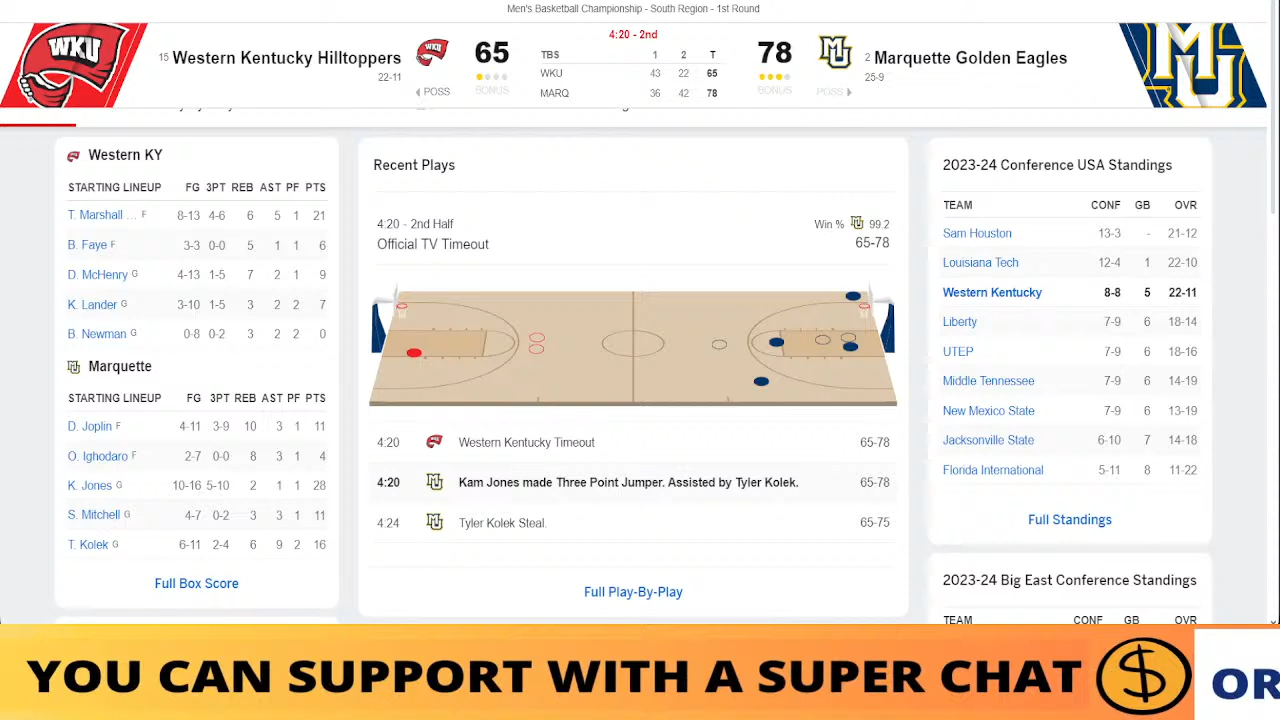 Men's Basketball Championship - South Region - 1st Round
15 Western Kentucky Hilltoppers
22-11
WKU
65
BONUS
POSS
4:20 - 2nd
TBS 1 2 T
WKU 43 22 65
MARQ 36 42 78
78
BONUS
POSS
2 Marquette Golden Eagles
25-9
Western KY
STARTING LINEUP FG 3PT REB AST PF PTS
T. Marshall ... F 8-13 4-6 6 5 1 21
B. Faye F 3-3 0-0 5 1 1 6
D. McHenry G 4-13 1-5 7 2 1 9
K. Lander G 3-10 1-5 3 2 2 7
B. Newman G 0-8 0-2 3 2 2 0
Marquette
STARTING LINEUP FG 3PT REB AST PF PTS
D. Joplin F 4-11 3-9 10 3 1 11
O. Ighodaro F 2-7 0-0 8 3 1 4
K. Jones G 10-16 5-10 2 1 1 28
S. Mitchell G 4-7 0-2 3 3 1 11
T. Kolek G 6-11 2-4 6 9 2 16
Full Box Score
Recent Plays
4:20 - 2nd Half
Official TV Timeout
Win % MU 99.2
65-78
4:20 Western Kentucky Timeout 65-78
4:20 Kam Jones made Three Point Jumper. Assisted by Tyler Kolek. 65-78
4:24 Tyler Kolek Steal. 65-75
Full Play-By-Play
2023-24 Conference USA Standings
TEAM CONF GB OVR
Sam Houston 13-3 - 21-12
Louisiana Tech 12-4 1 22-10
Western Kentucky 8-8 5 22-11
Liberty 7-9 6 18-14
UTEP 7-9 6 18-16
Middle Tennessee 7-9 6 14-19
New Mexico State 7-9 6 13-19
Jacksonville State 6-10 7 14-18
Florida International 5-11 8 11-22
Full Standings
2023-24 Big East Conference Standings
TEAM CONF GB OVR
YOU CAN SUPPORT WITH A SUPER CHAT $ OR